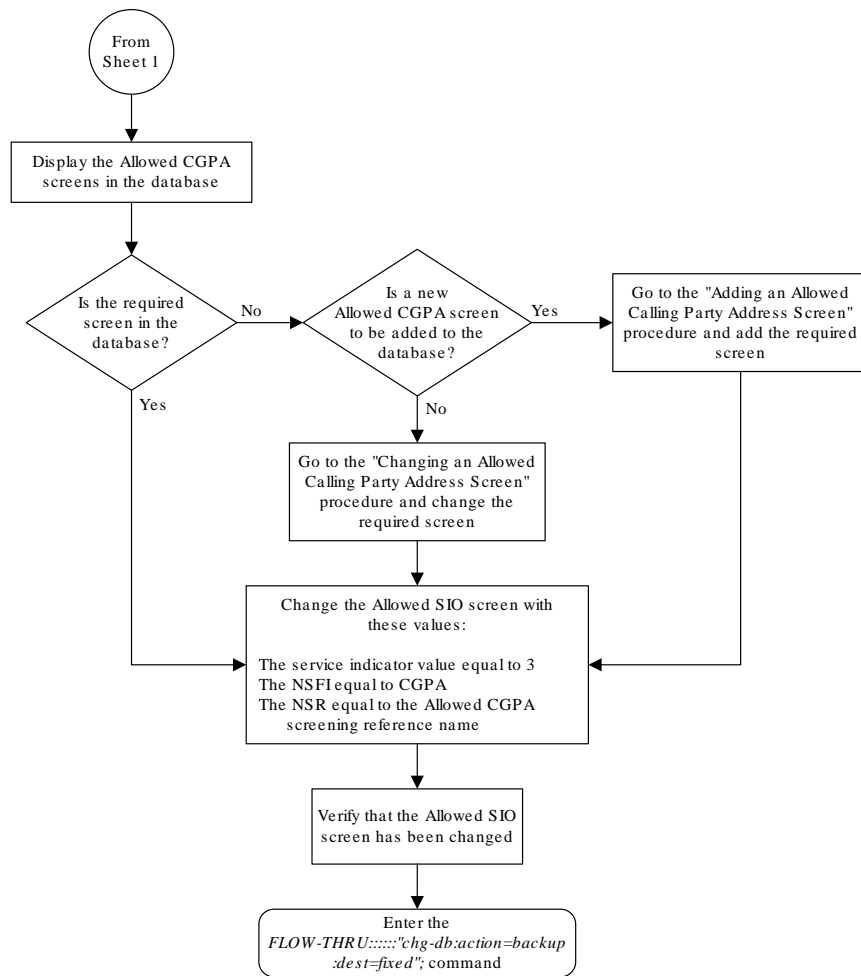 From
Sheet 1
Display the Allowed CGPA
screens in the database
Is the required
screen in the
database?
No
Yes
Is a new
Allowed CGPA screen
to be added to the
database?
Yes
No
Go to the "Adding an Allowed
Calling Party Address Screen"
procedure and add the required
screen
Go to the "Changing an Allowed
Calling Party Address Screen"
procedure and change the
required screen
Change the Allowed SIO screen with
these values:
The service indicator value equal to 3
The NSFI equal to CGPA
The NSR equal to the Allowed CGPA
screening reference name
Verify that the Allowed SIO
screen has been changed
Enter the
FLOW-THRU::::::"chg-db:action=backup
:dest=fixed"; command